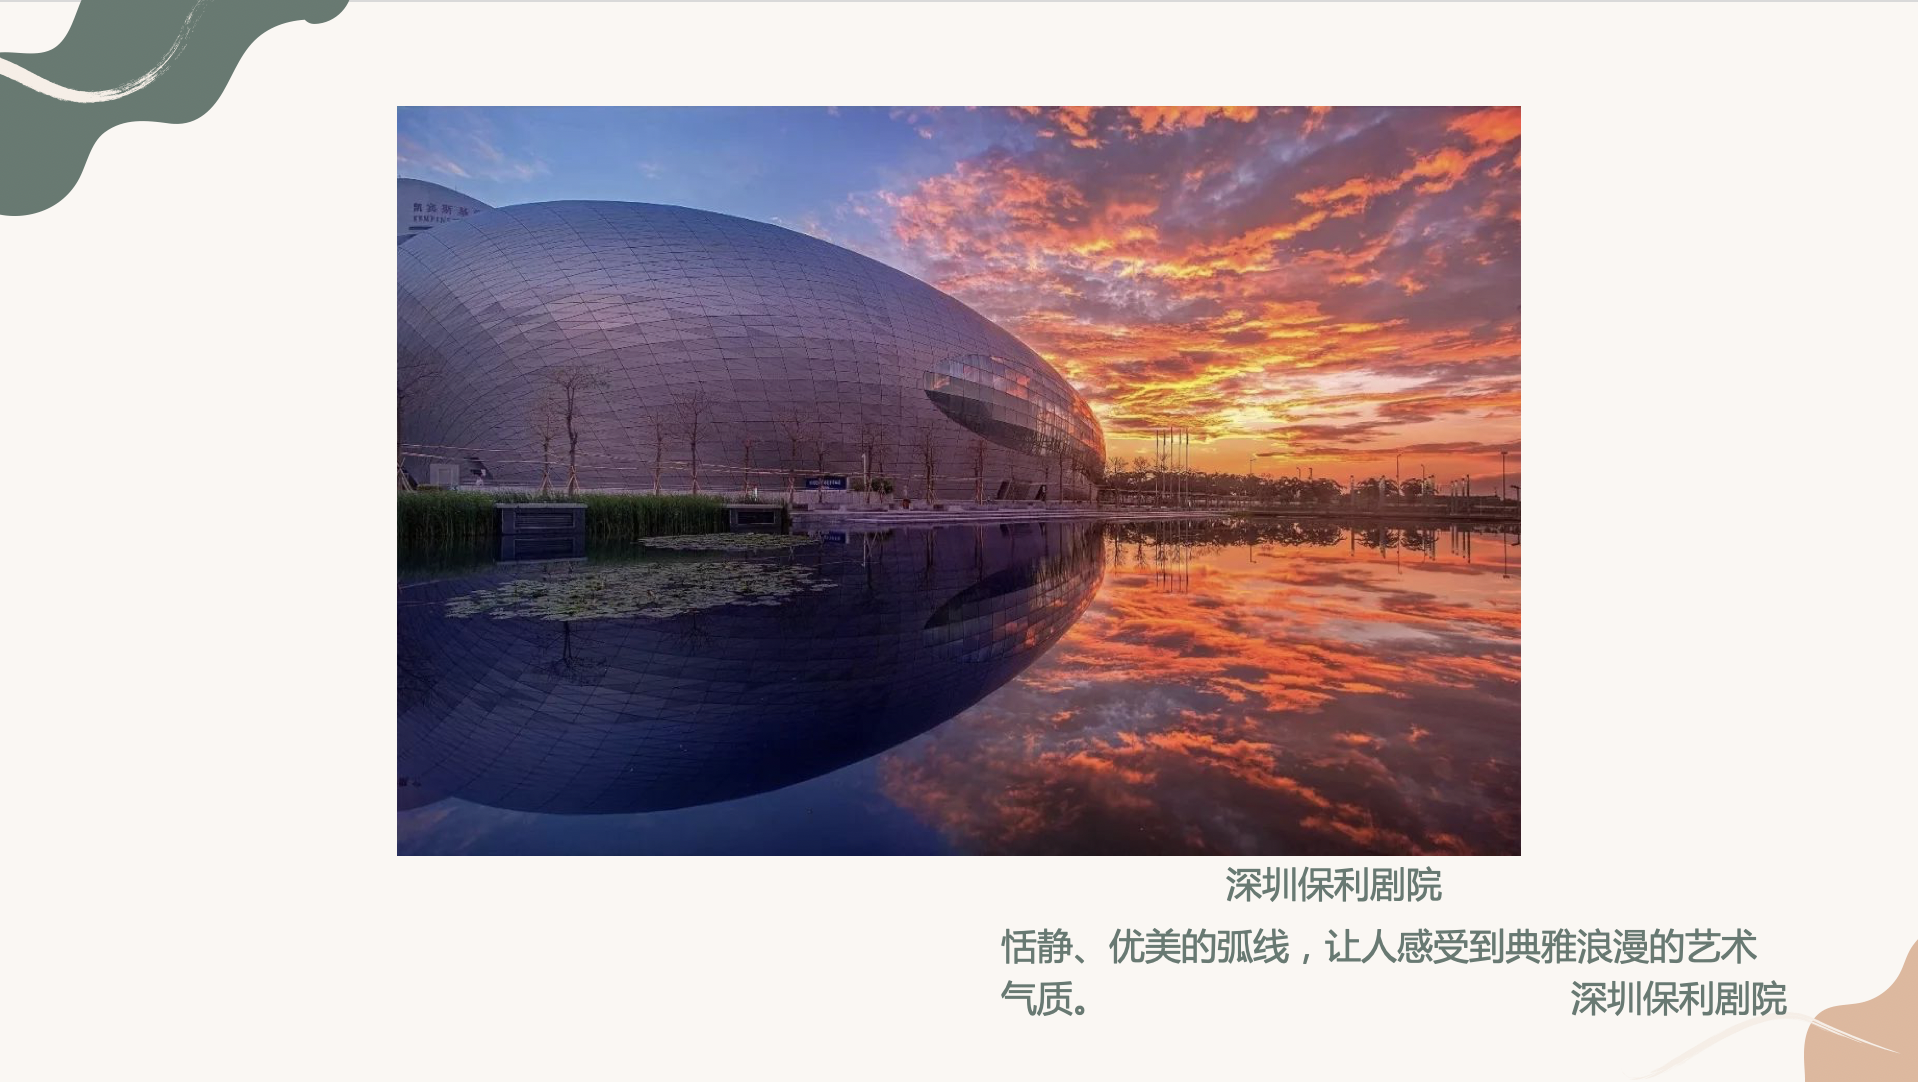 深圳保利剧院
恬静、优美的弧线，让人感受到典雅浪漫的艺术
气质。 深圳保利剧院